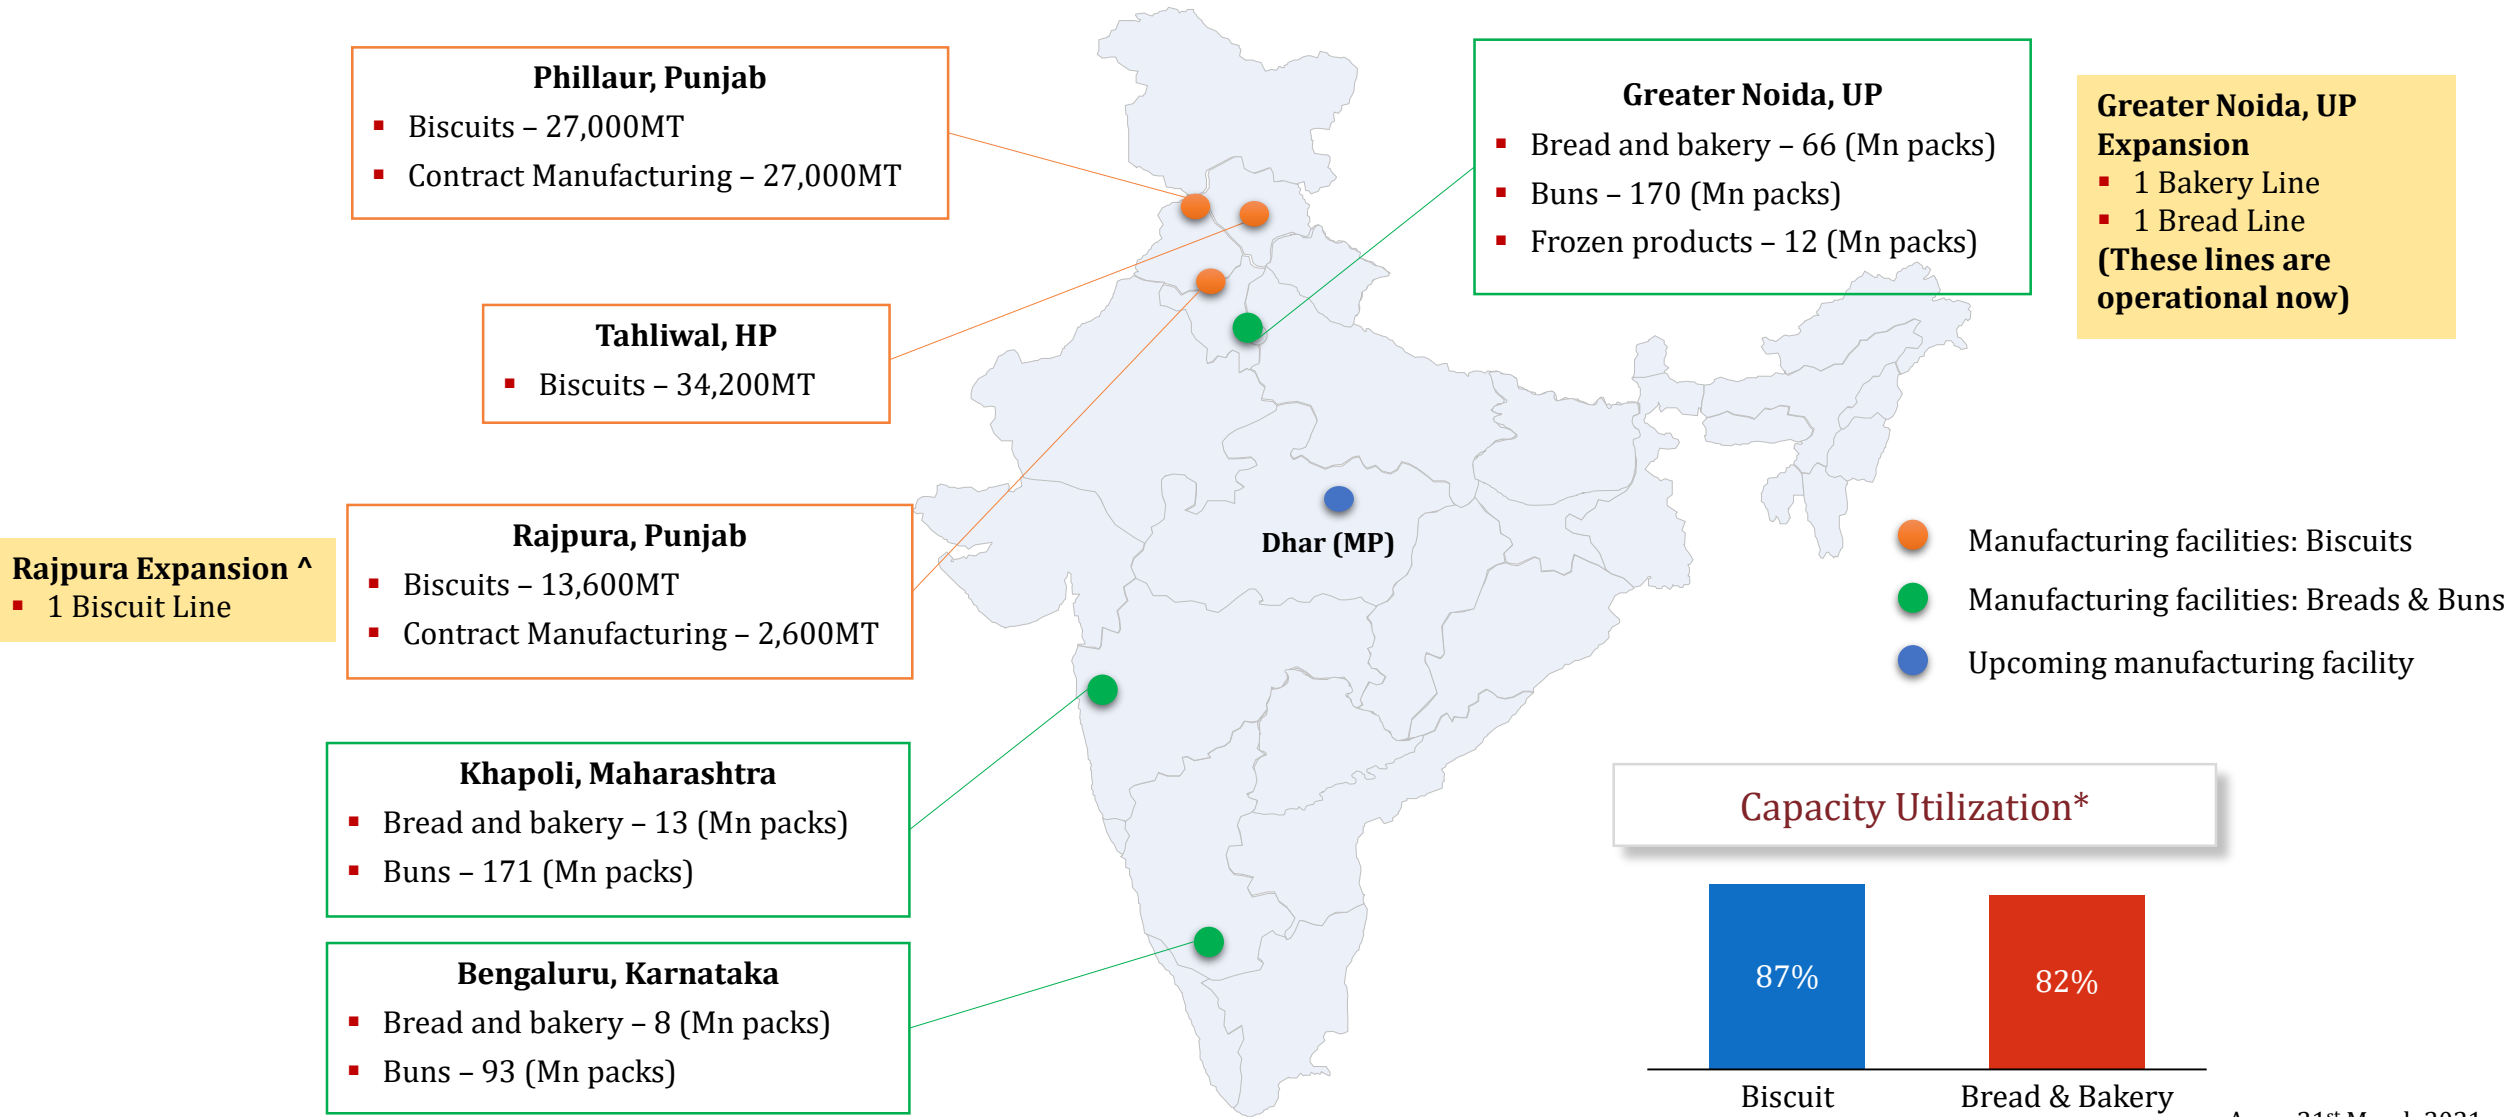 Phillaur, Punjab
▪ Biscuits – 27,000MT
▪ Contract Manufacturing – 27,000MT
Tahliwal, HP
▪ Biscuits – 34,200MT
Rajpura Expansion ^
▪ 1 Biscuit Line
Rajpura, Punjab
▪ Biscuits – 13,600MT
▪ Contract Manufacturing – 2,600MT
Khapoli, Maharashtra
▪ Bread and bakery – 13 (Mn packs)
▪ Buns – 171 (Mn packs)
Bengaluru, Karnataka
▪ Bread and bakery – 8 (Mn packs)
▪ Buns – 93 (Mn packs)
Greater Noida, UP
▪ Bread and bakery – 66 (Mn packs)
▪ Buns – 170 (Mn packs)
▪ Frozen products – 12 (Mn packs)
Greater Noida, UP
Expansion
▪ 1 Bakery Line
▪ 1 Bread Line
(These lines are
operational now)
Dhar (MP)
Manufacturing facilities: Biscuits
Manufacturing facilities: Breads & Buns
Upcoming manufacturing facility
Capacity Utilization*
87%
82%
Biscuit
Bread & Bakery
31st March 2021